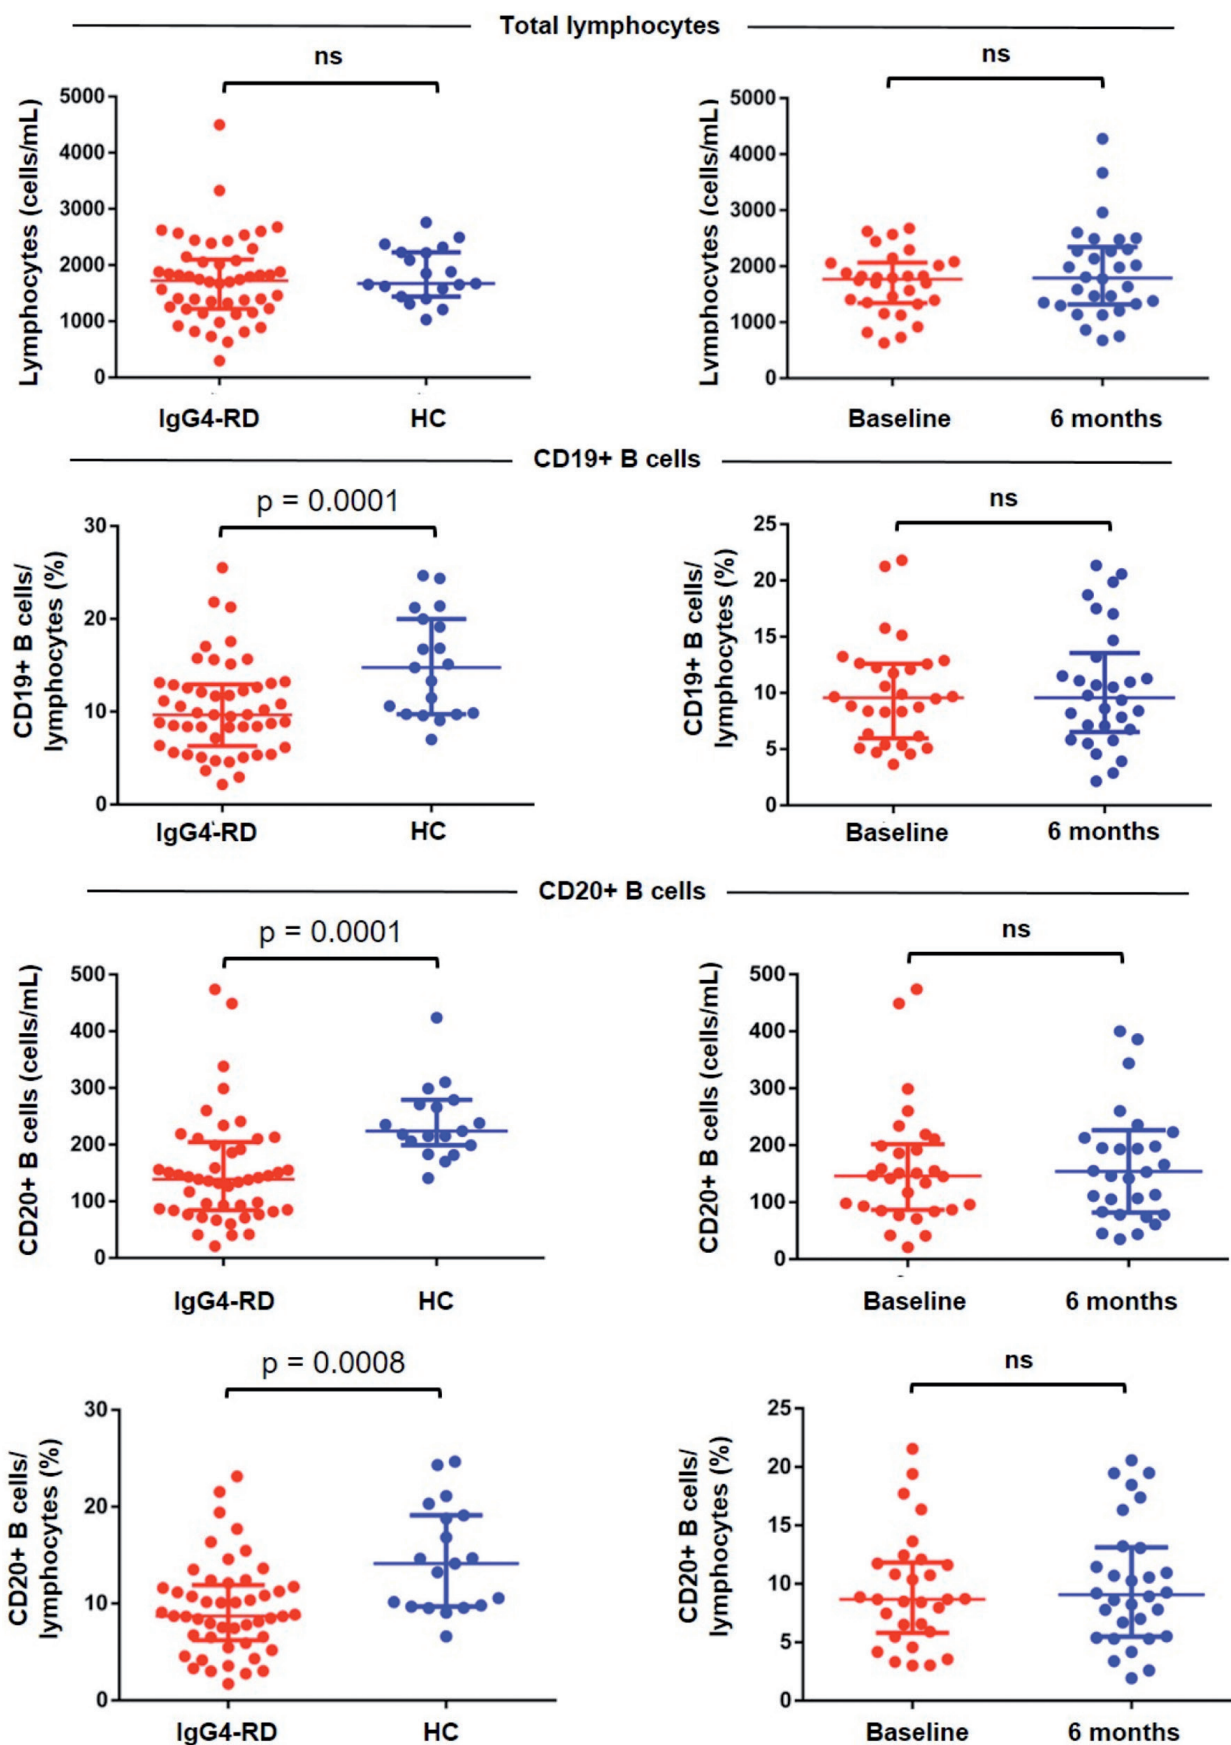 Total lymphocytes
ns
Lymphocytes (cells/mL)
5000
4000
3000
2000
1000
0
IgG4-RD
HC
ns
Lymphocytes (cells/mL)
5000
4000
3000
2000
1000
0
Baseline
6 months
CD19+ B cells
p = 0.0001
CD19+ B cells/
lymphocytes (%)
30
20
10
0
IgG4-RD
HC
ns
CD19+ B cells/
lymphocytes (%)
25
20
15
10
5
0
Baseline
6 months
CD20+ B cells
p = 0.0001
CD20+ B cells (cells/mL)
500
400
300
200
100
0
IgG4-RD
HC
ns
CD20+ B cells (cells/mL)
500
400
300
200
100
0
Baseline
6 months
p = 0.0008
CD20+ B cells/
lymphocytes (%)
30
20
10
0
IgG4-RD
HC
ns
CD20+ B cells/
lymphocytes (%)
25
20
15
10
5
0
Baseline
6 months